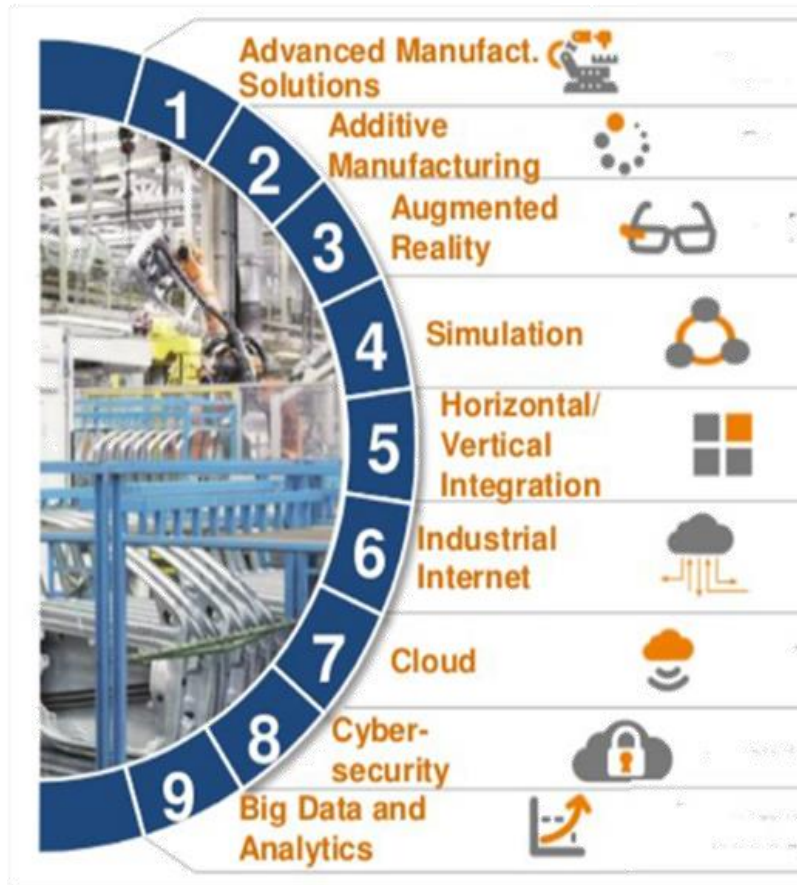 1
Advanced Manufact.
Solutions
2
Additive
Manufacturing
3
Augmented
Reality
4
Simulation
5
Horizontal/
Vertical
Integration
6
Industrial
Internet
7
Cloud
8
Cyber-
security
9
Big Data and
Analytics